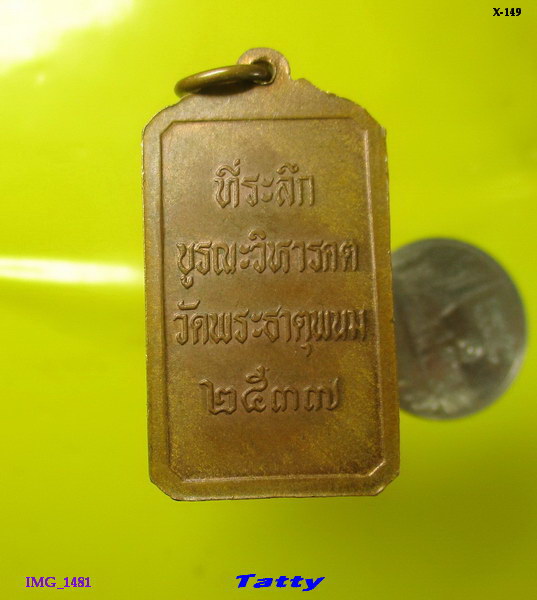 X-149
ที่ระลึก
บูรณะวิหารคต
วัดพระธาตุพนม
๒๕๓๗
IMG_1481
Tatty